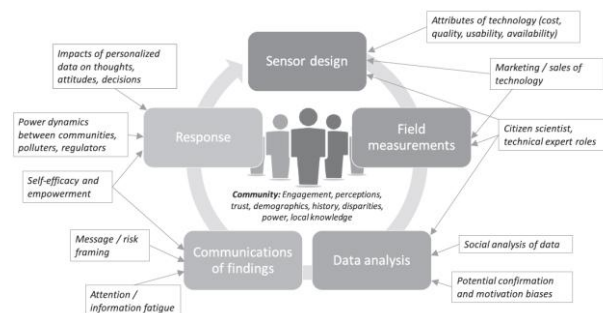 Attributes of technology (cost,
quality, usability, availability)
Impacts of personalized
data on thoughts,
attitudes, decisions
Sensor design
Marketing / sales of
technology
Power dynamics
between communities,
polluters, regulators
Response
Field
measurements
Citizen scientist,
technical expert roles
Self-efficacy and
empowerment
Community: Engagement, perceptions,
trust, demographics, history, disparities,
power, local knowledge
Message / risk
framing
Communications
of findings
Data analysis
Social analysis of data
Attention /
information fatigue
Potential confirmation
and motivation biases